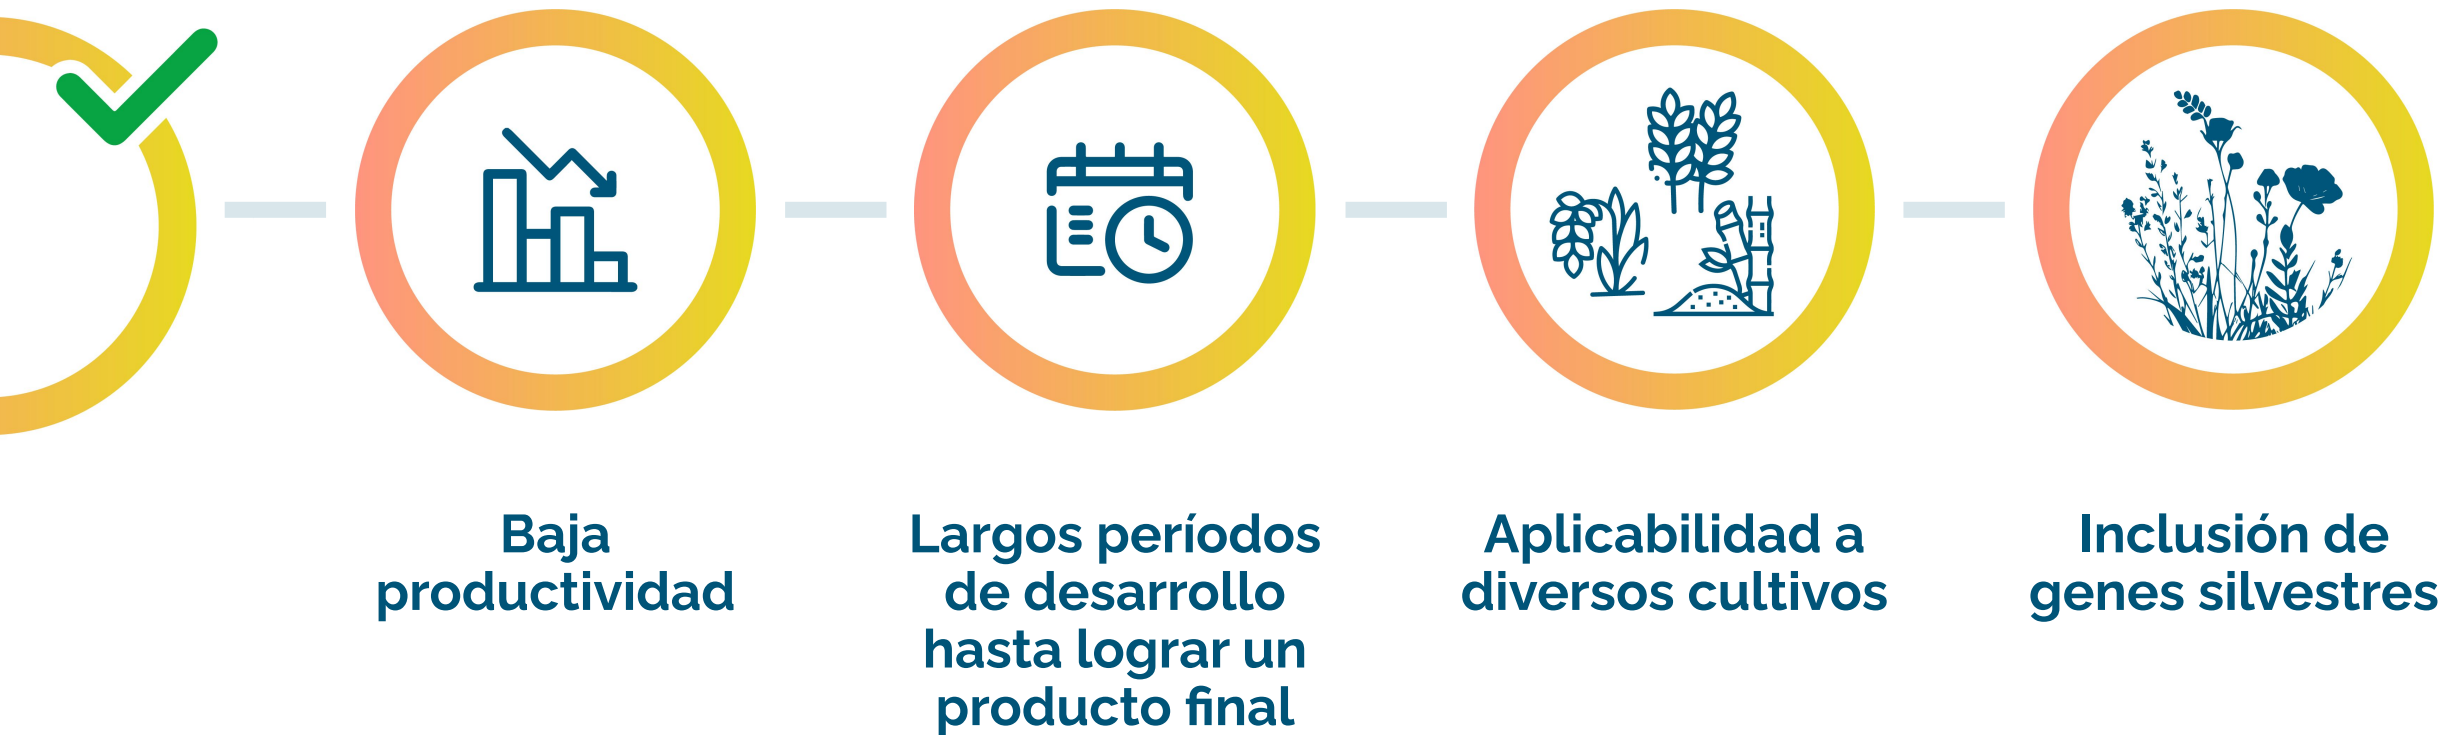 Baja
productividad
Largos períodos
de desarrollo
hasta lograr un
producto final
Aplicabilidad a
diversos cultivos
Inclusión de
genes silvestres